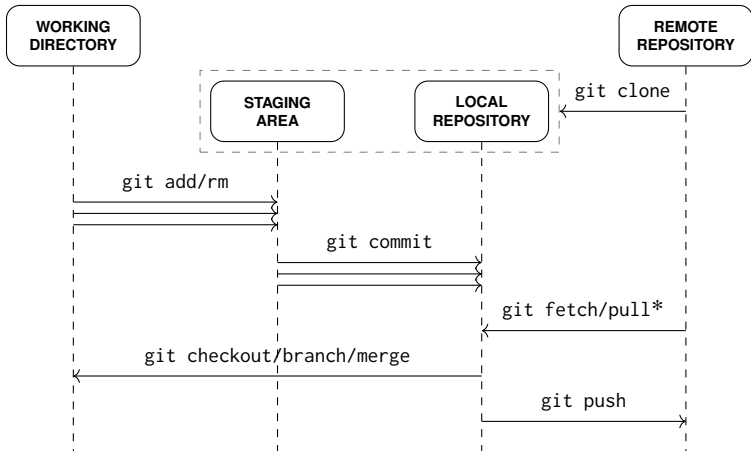 WORKING
DIRECTORY
REMOTE
REPOSITORY
STAGING
AREA
LOCAL
REPOSITORY
git clone
git add/rm
git commit
git fetch/pull*
git checkout/branch/merge
git push